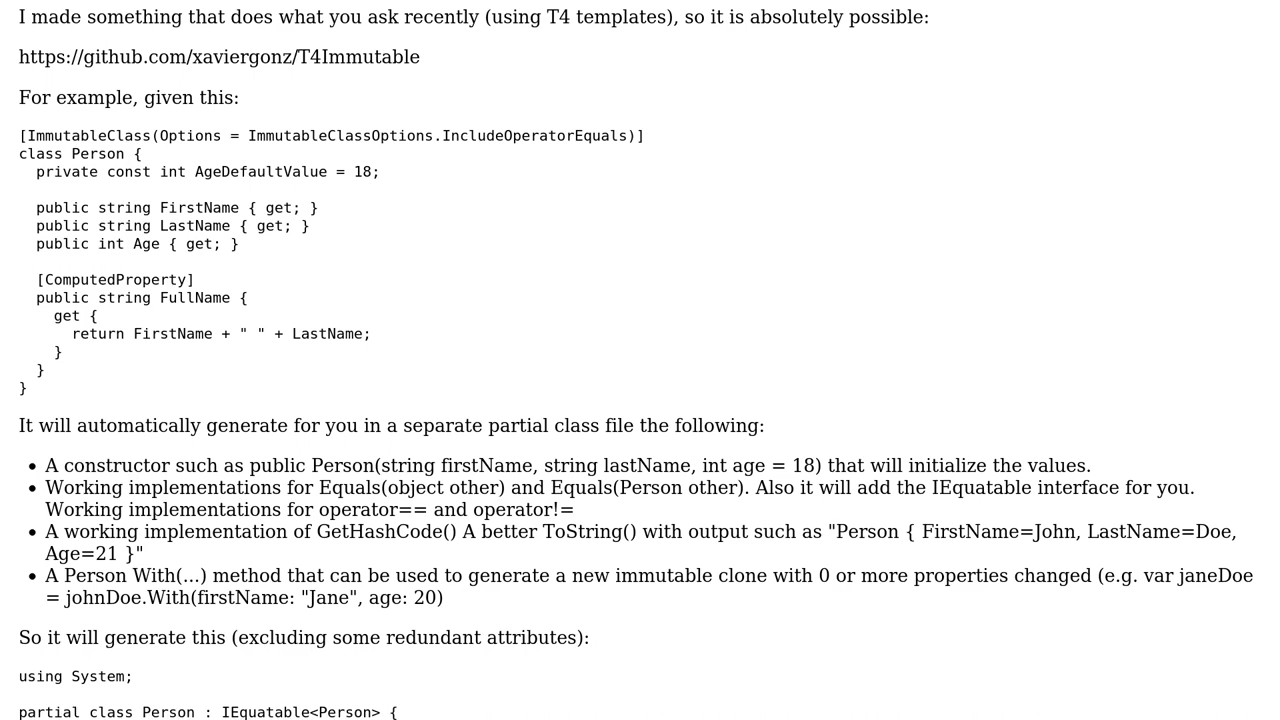 I made something that does what you ask recently (using T4 templates), so it is absolutely possible:
https://github.com/xaviergonz/T4Immutable
For example, given this:
[ImmutableClass(Options = ImmutableClassOptions.IncludeOperatorEquals)]
class Person {
  private const int AgeDefaultValue = 18;

  public string FirstName { get; }
  public string LastName { get; }
  public int Age { get; }

  [ComputedProperty]
  public string FullName {
    get {
      return FirstName + " " + LastName;
    }
  }
}
It will automatically generate for you in a separate partial class file the following:
• A constructor such as public Person(string firstName, string lastName, int age = 18) that will initialize the values.
• Working implementations for Equals(object other) and Equals(Person other). Also it will add the IEquatable interface for you.
Working implementations for operator== and operator!=
• A working implementation of GetHashCode() A better ToString() with output such as "Person { FirstName=John, LastName=Doe,
Age=21 }"
• A Person With(...) method that can be used to generate a new immutable clone with 0 or more properties changed (e.g. var janeDoe
= johnDoe.With(firstName: "Jane", age: 20)
So it will generate this (excluding some redundant attributes):
using System;

partial class Person : IEquatable<Person> {